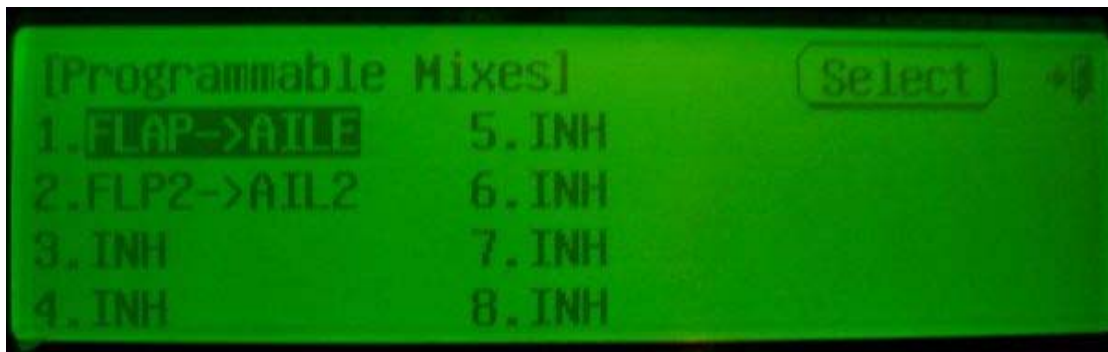 [Programmable Mixes] Select
1.FLAP->AILE 5.INH
2.FLP2->AIL2 6.INH
3.INH 7.INH
4.INH 8.INH